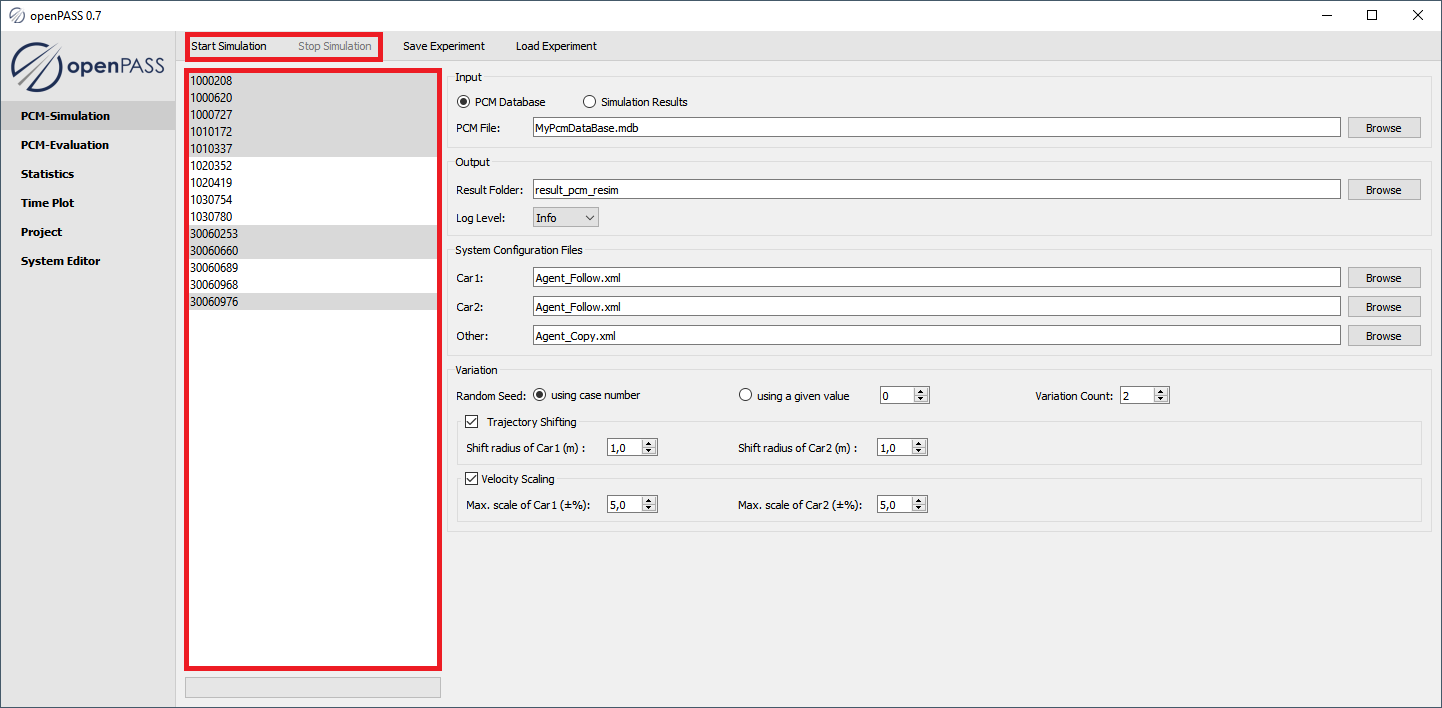 openPASS 0.7
openPASS
PCM-Simulation
PCM-Evaluation
Statistics
Time Plot
Project
System Editor
Start Simulation Stop Simulation Save Experiment Load Experiment
1000208
1000620
1000727
1010172
1010337
1020352
1020419
1030754
1030780
30060253
30060660
30060689
30060968
30060976
Input
PCM Database Simulation Results
PCM File: MyPcmDataBase.mdb Browse
Output
Result Folder: result_pcm_resim Browse
Log Level: Info
System Configuration Files
Car1: Agent_Follow.xml Browse
Car2: Agent_Follow.xml Browse
Other: Agent_Copy.xml Browse
Variation
Random Seed: using case number using a given value 0 Variation Count: 2
Trajectory Shifting
Shift radius of Car1 (m) : 1,0 Shift radius of Car2 (m) : 1,0
Velocity Scaling
Max. scale of Car1 (±%): 5,0 Max. scale of Car2 (±%): 5,0